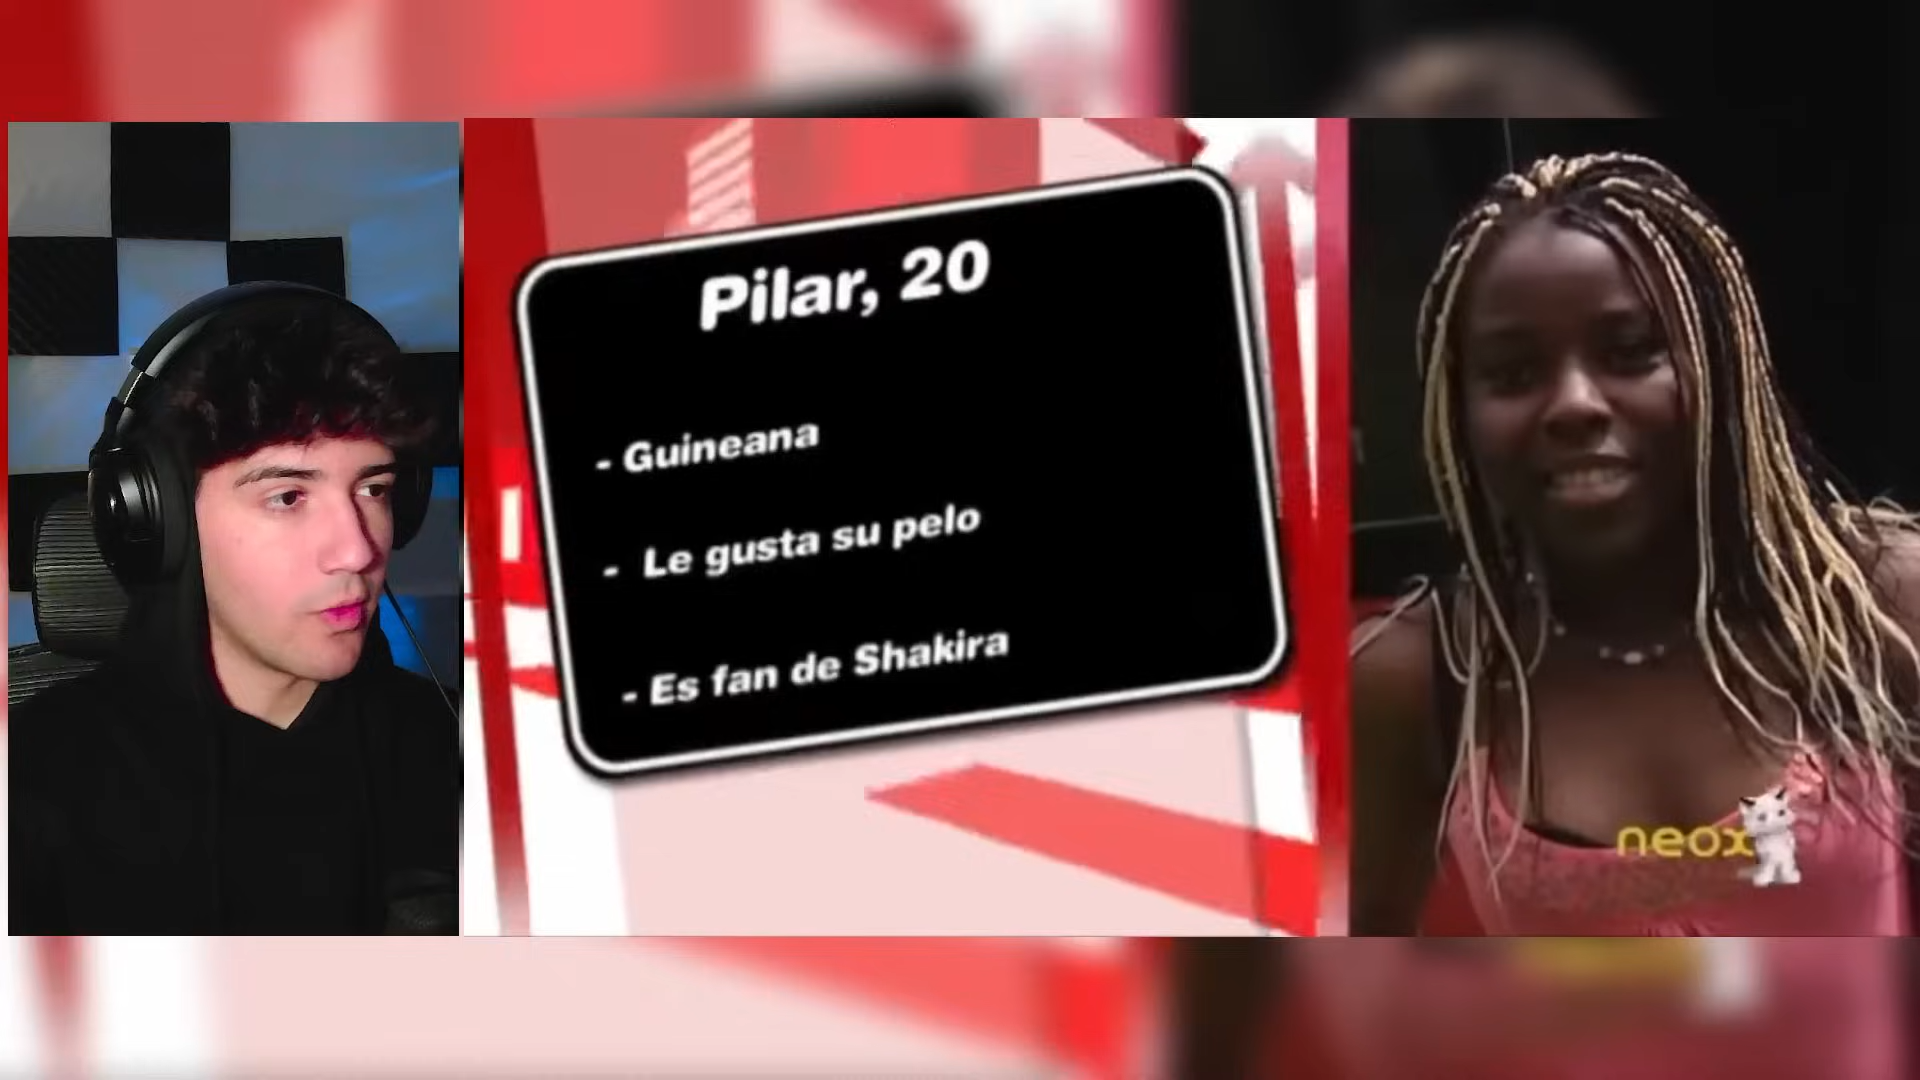 Pilar, 20
- Guineana
- Le gusta su pelo
- Es fan de Shakira
neox